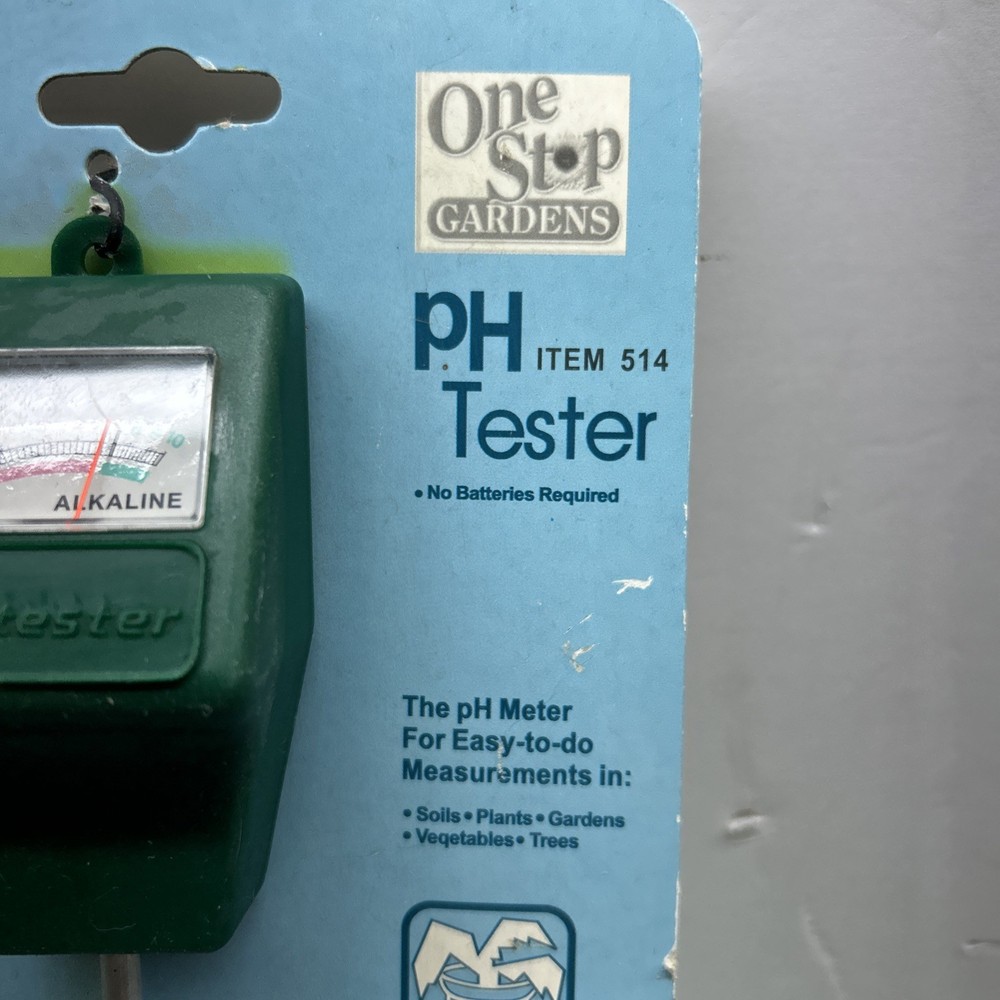 One
Stop
GARDENS
pH ITEM 514
Tester
• No Batteries Required
10
ALKALINE
tester
The pH Meter
For Easy-to-do
Measurements in:
• Soils • Plants • Gardens
• Veqetables • Trees